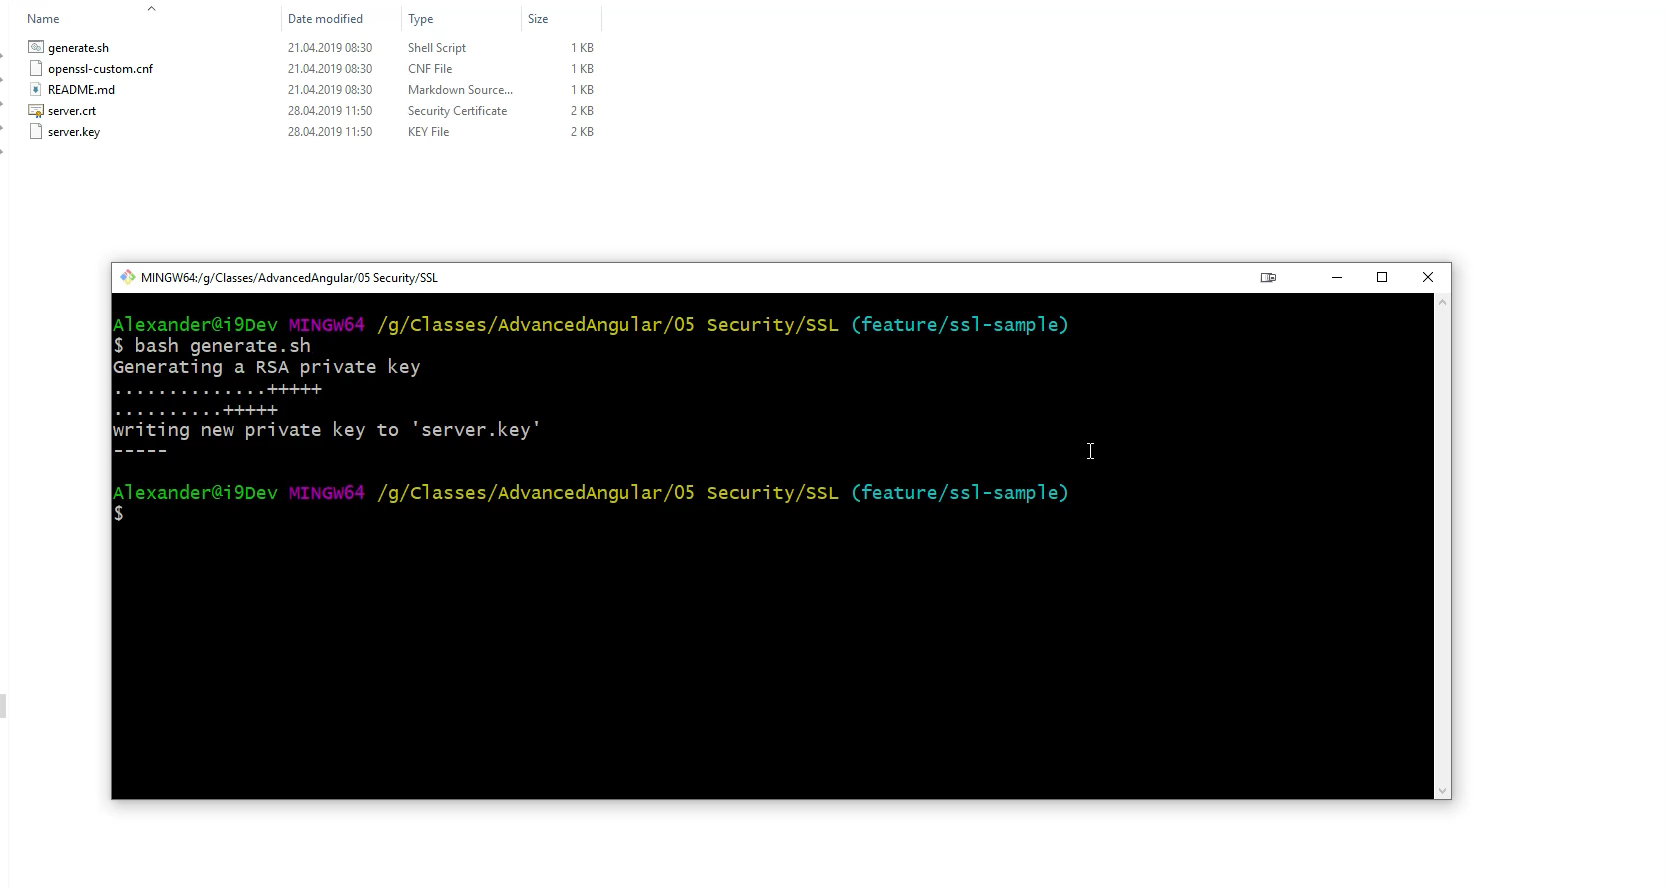 Name Date modified Type Size
generate.sh 21.04.2019 08:30 Shell Script 1 KB
openssl-custom.cnf 21.04.2019 08:30 CNF File 1 KB
README.md 21.04.2019 08:30 Markdown Source... 1 KB
server.crt 28.04.2019 11:50 Security Certificate 2 KB
server.key 28.04.2019 11:50 KEY File 2 KB
MINGW64:/g/Classes/AdvancedAngular/05 Security/SSL
Alexander@i9Dev MINGW64 /g/Classes/AdvancedAngular/05 Security/SSL (feature/ssl-sample)
$ bash generate.sh
Generating a RSA private key
..............+++++
..........+++++
writing new private key to 'server.key'
-----
Alexander@i9Dev MINGW64 /g/Classes/AdvancedAngular/05 Security/SSL (feature/ssl-sample)
$